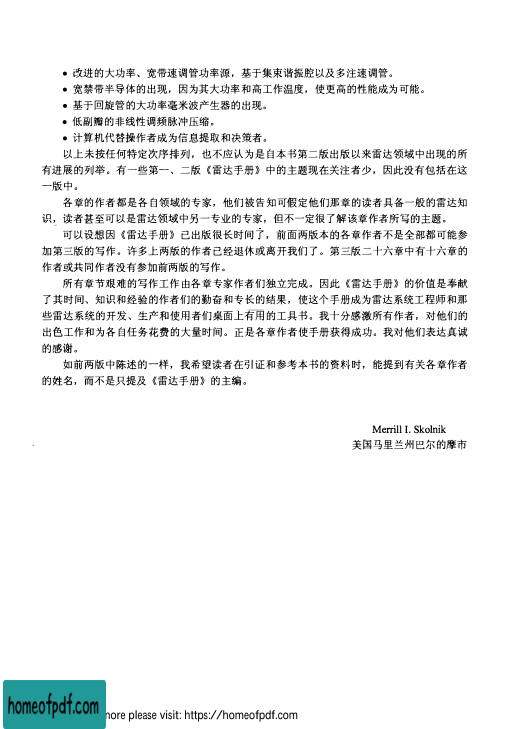 • 改进的大功率、宽带速调管功率源，基于集束谐振腔以及多注速调管。
• 宽禁带半导体的出现，因为其大功率和高工作温度，使更高的性能成为可能。
• 基于回旋管的大功率毫米波产生器的出现。
• 低副瓣的非线性调频脉冲压缩。
• 计算机代替操作者成为信息提取和决策者。
以上未按任何特定次序排列，也不应认为是自本书第二版出版以来雷达领域中出现的所
有进展的列举。有一些第一、二版《雷达手册》中的主题现在关注者少，因此没有包括在这
一版中。
各章的作者都是各自领域的专家，他们被告知可假定他们那章的读者具备一般的雷达知
识，读者甚至可以是雷达领域中另一专业的专家，但不一定很了解该章作者所写的主题。
可以设想因《雷达手册》已出版很长时间了，前面两版本的各章作者不是全部都可能参
加第三版的写作。许多上两版的作者已经退休或离开我们了。第三版二十六章中有十六章的
作者或共同作者没有参加前两版的写作。
所有章节艰难的写作工作由各章专家作者们独立完成。因此《雷达手册》的价值是奉献
了其时间、知识和经验的作者们的勤奋和专长的结果，使这个手册成为雷达系统工程师和那
些雷达系统的开发、生产和使用者们桌面上有用的工具书。我十分感激所有作者，对他们的
出色工作和为各自任务花费的大量时间。正是各章作者使手册获得成功。我对他们表达真诚
的感谢。
如前两版中陈述的一样，我希望读者在引证和参考本书的资料时，能提到有关各章作者
的姓名，而不是只提及《雷达手册》的主编。
Merrill I. Skolnik
美国马里兰州巴尔的摩市
homeofpdf.com
more please visit: https://homeofpdf.com